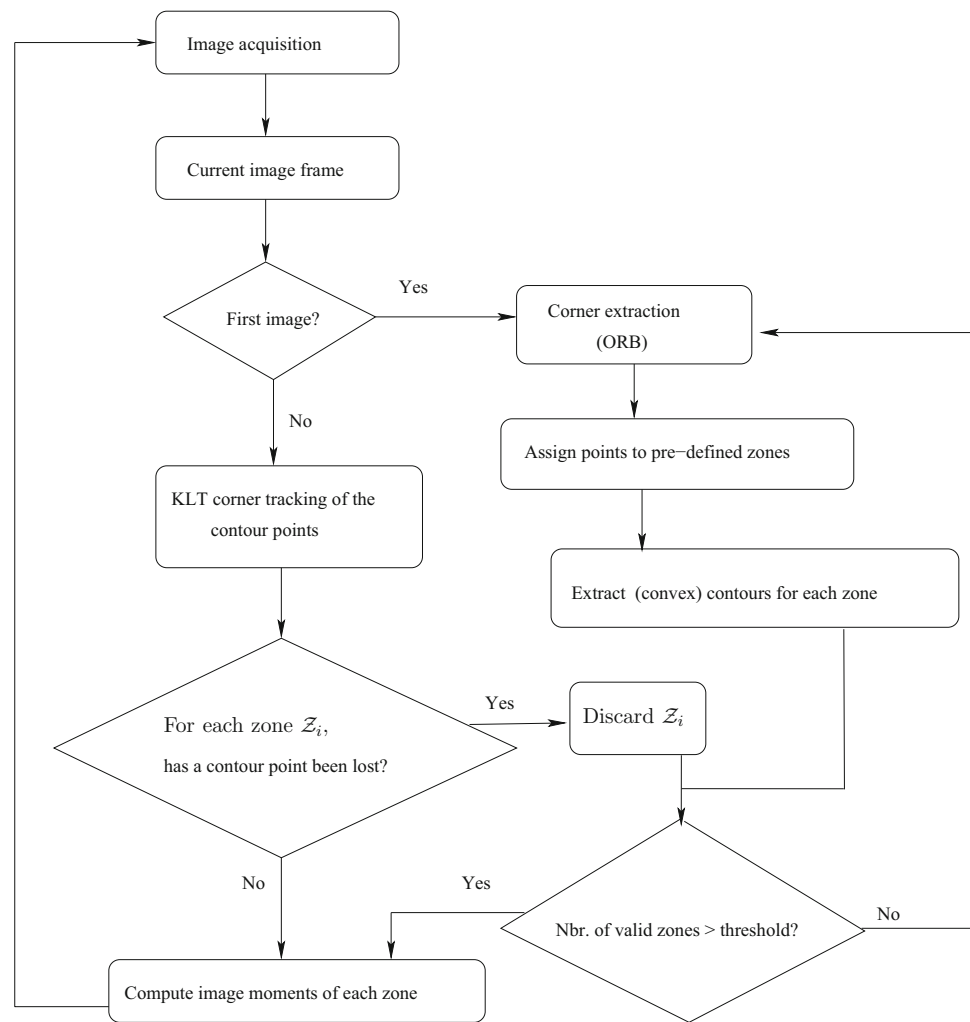 Image acquisition
Current image frame
First image?
Yes
No
Corner extraction
(ORB)
Assign points to pre−defined zones
KLT corner tracking of the
contour points
Extract (convex) contours for each zone
For each zone 𝒵ᵢ,
has a contour point been lost?
Yes
Discard 𝒵ᵢ
No
Yes
Nbr. of valid zones > threshold?
No
Compute image moments of each zone